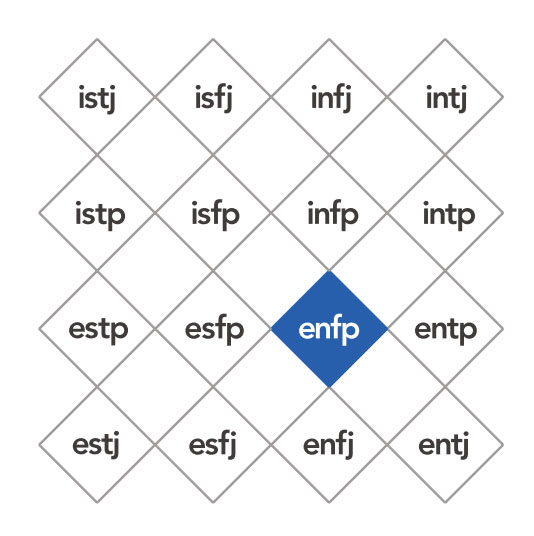 istj isfj infj intj
istp isfp infp intp
estp esfp enfp entp
estj esfj enfj entj